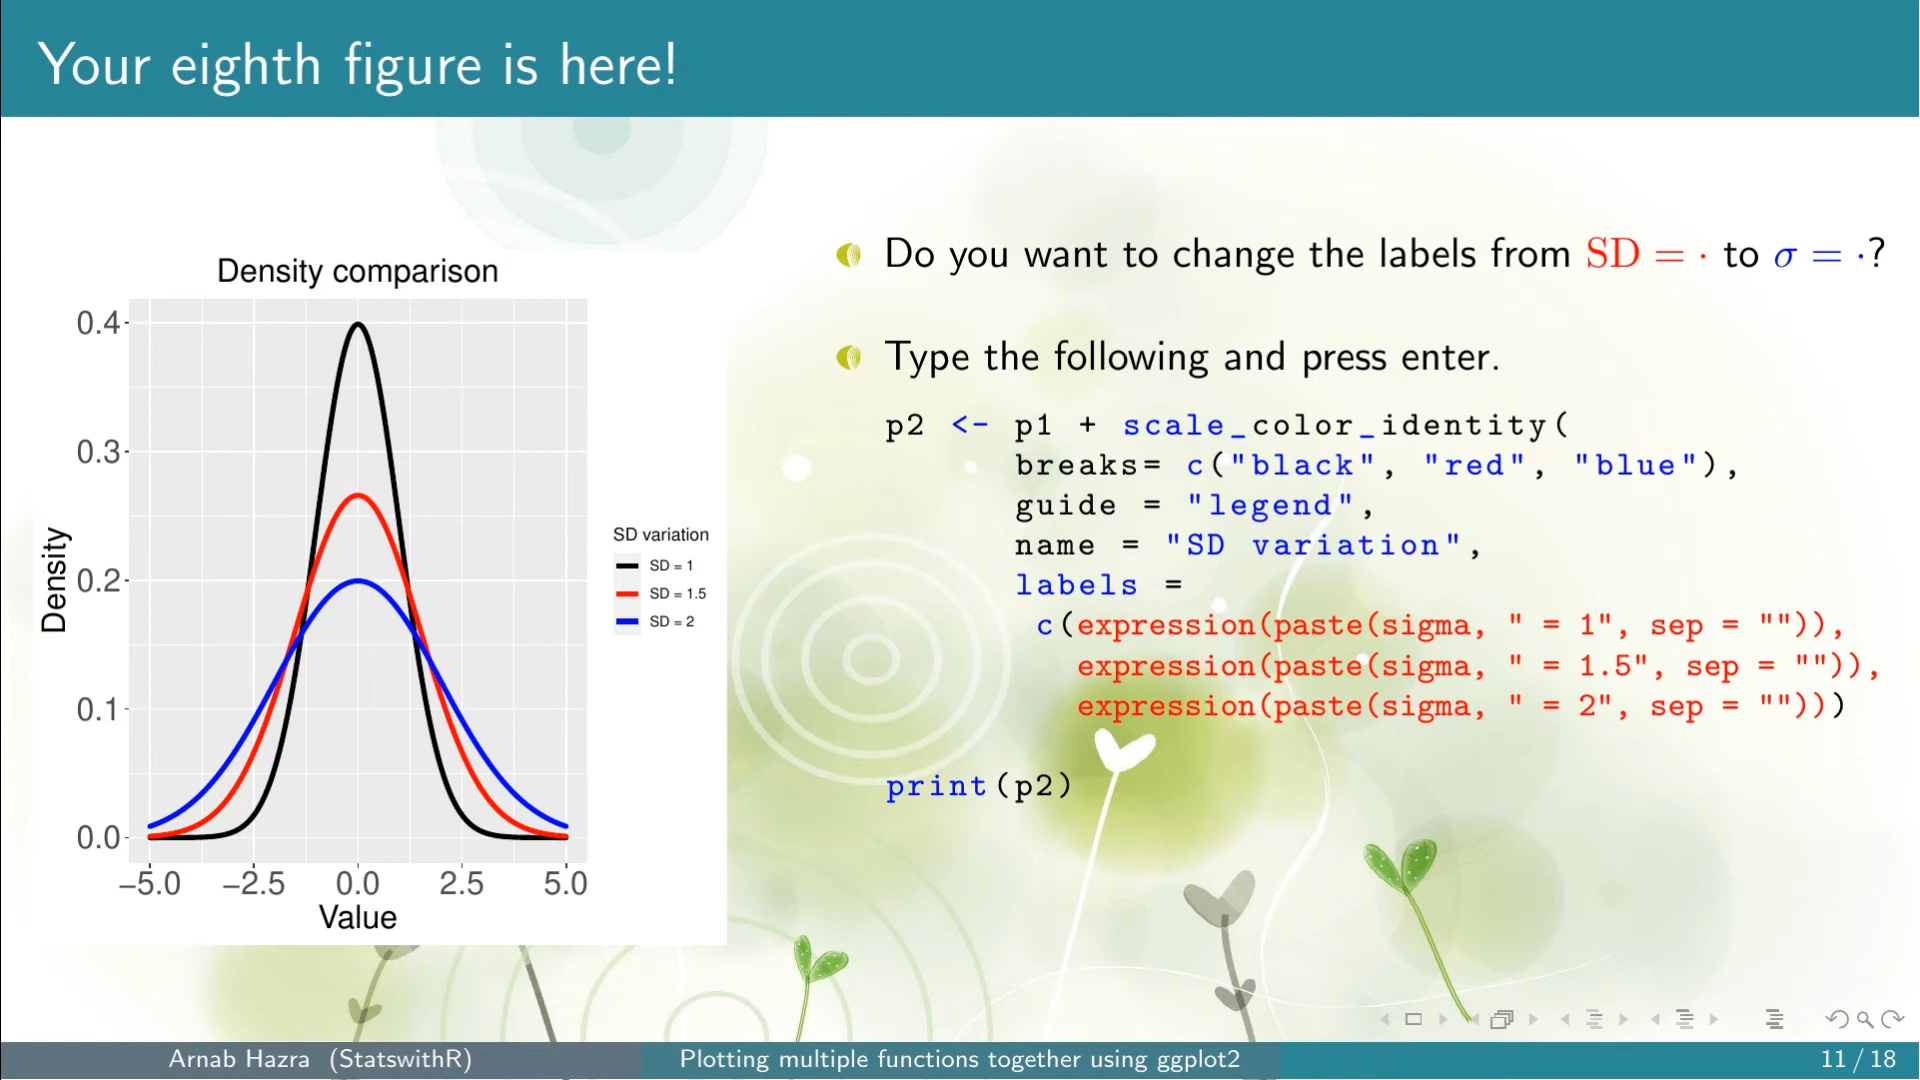 Your eighth figure is here!
Density comparison
0.4
0.3
0.2
0.1
0.0
Density
−5.0 −2.5 0.0 2.5 5.0
Value
SD variation
SD = 1
SD = 1.5
SD = 2
Do you want to change the labels from SD = · to σ = ·?
Type the following and press enter.
p2 <- p1 + scale_color_identity(
breaks= c("black", "red", "blue"),
guide = "legend",
name = "SD variation",
labels =
c(expression(paste(sigma, " = 1", sep = "")),
expression(paste(sigma, " = 1.5", sep = "")),
expression(paste(sigma, " = 2", sep = "")))
print(p2)
Arnab Hazra (StatswithR) Plotting multiple functions together using ggplot2 11 / 18